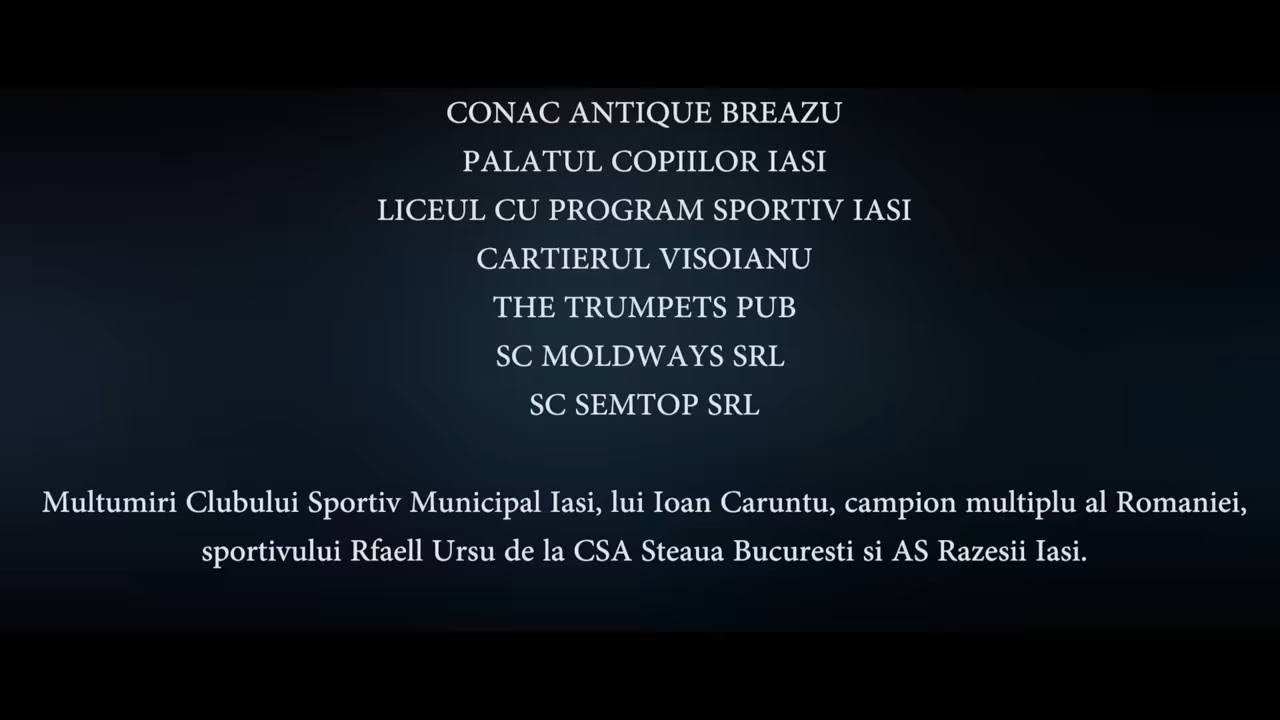 CONAC ANTIQUE BREAZU
PALATUL COPIILOR IASI
LICEUL CU PROGRAM SPORTIV IASI
CARTIERUL VISOIANU
THE TRUMPETS PUB
SC MOLDWAYS SRL
SC SEMTOP SRL
Multumiri Clubului Sportiv Municipal Iasi, lui Ioan Caruntu, campion multiplu al Romaniei,
sportivului Rfaell Ursu de la CSA Steaua Bucuresti si AS Razesii Iasi.